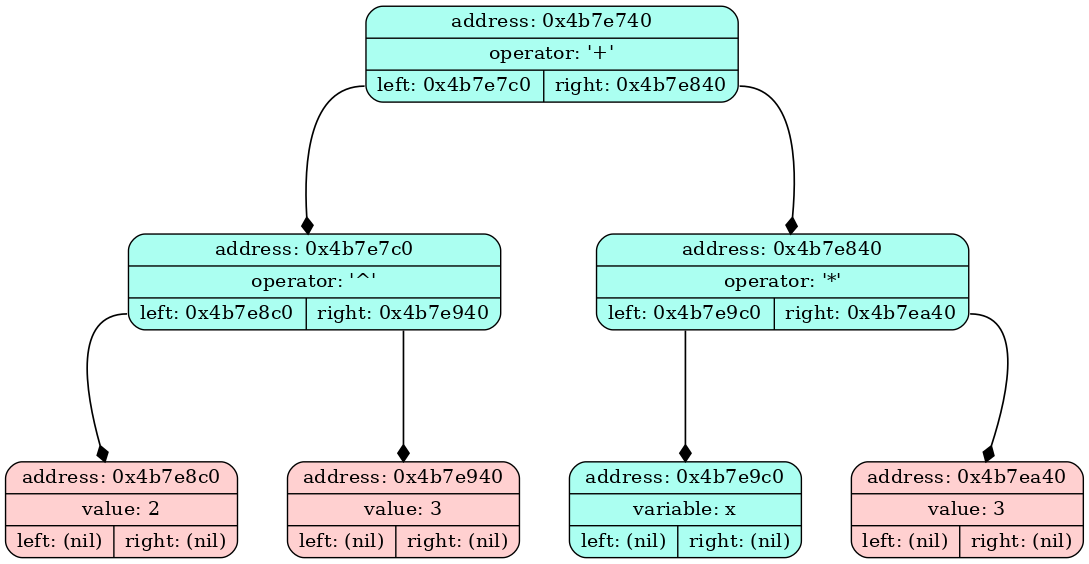 address: 0x4b7e740
operator: '+'
left: 0x4b7e7c0 right: 0x4b7e840
address: 0x4b7e7c0
operator: '^'
left: 0x4b7e8c0 right: 0x4b7e940
address: 0x4b7e840
operator: '*'
left: 0x4b7e9c0 right: 0x4b7ea40
address: 0x4b7e8c0
value: 2
left: (nil) right: (nil)
address: 0x4b7e940
value: 3
left: (nil) right: (nil)
address: 0x4b7e9c0
variable: x
left: (nil) right: (nil)
address: 0x4b7ea40
value: 3
left: (nil) right: (nil)